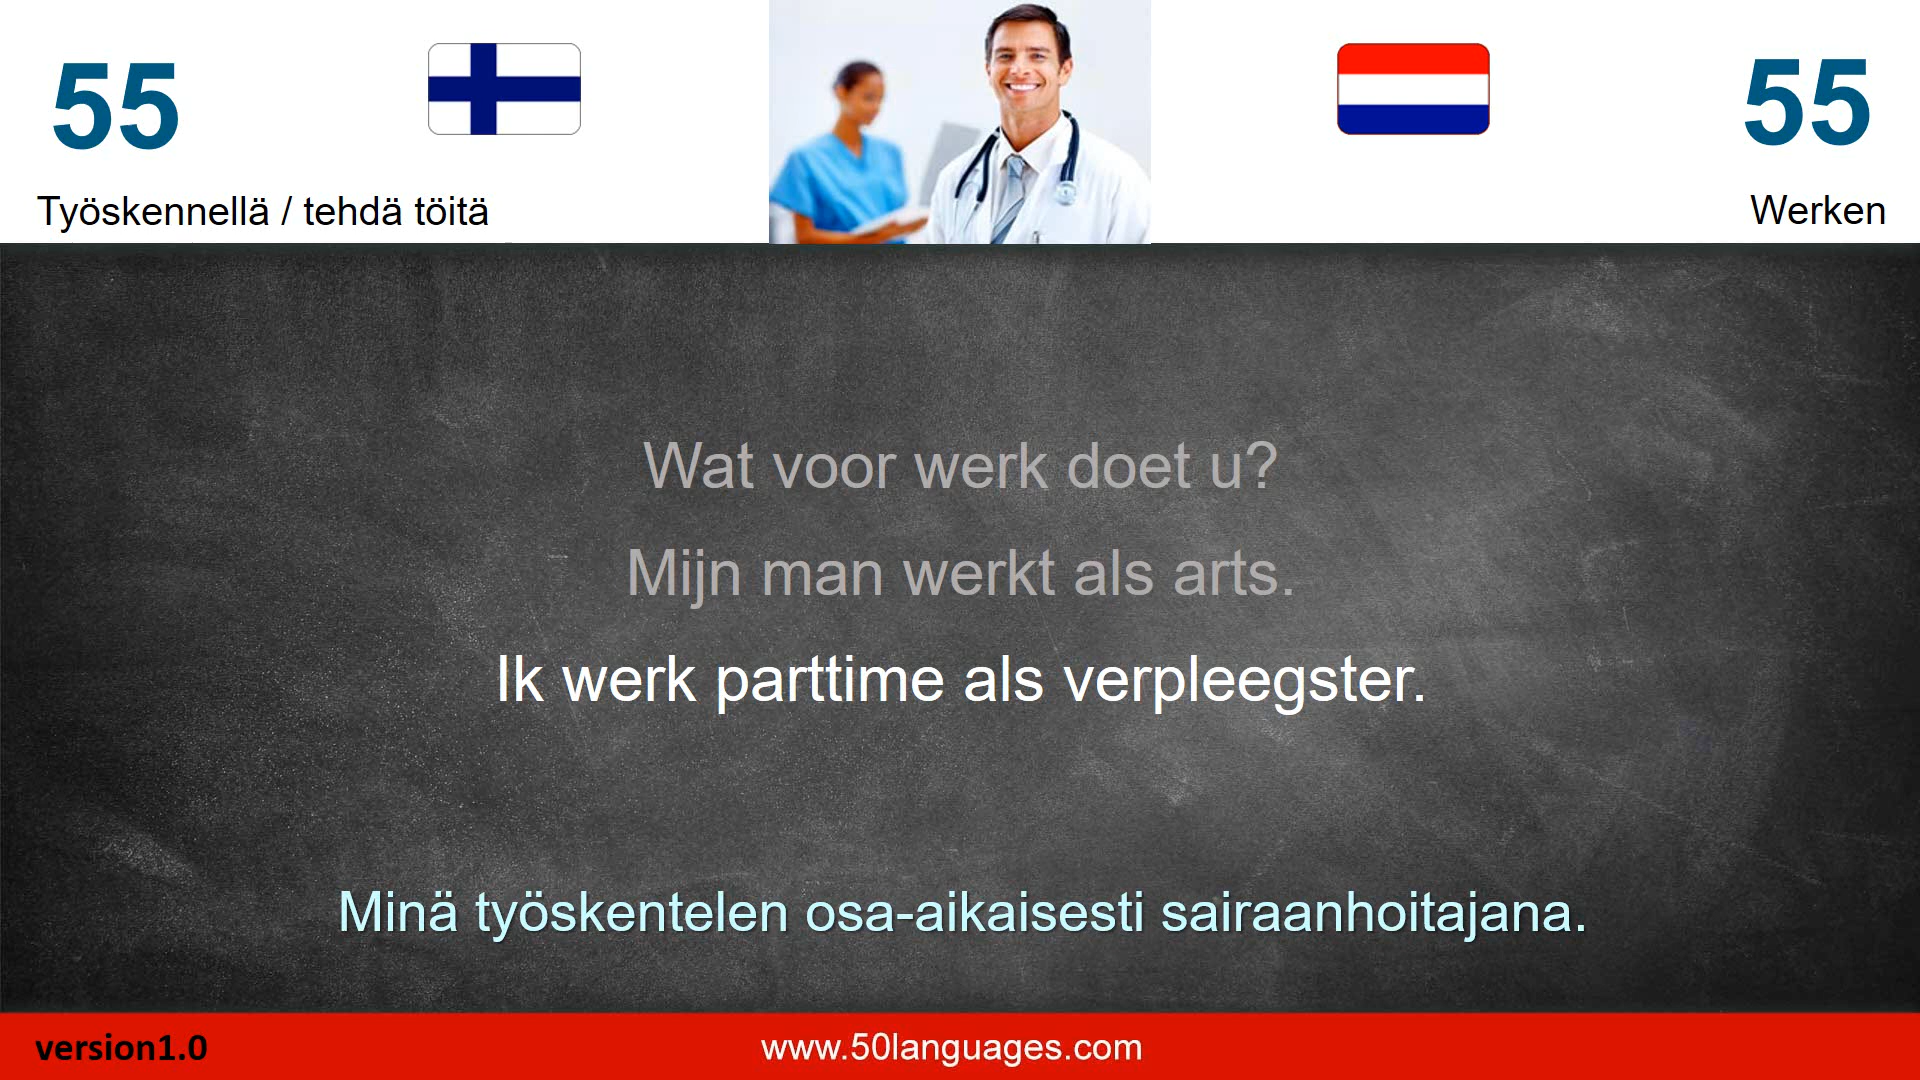 55
55
Työskennellä / tehdä töitä
Werken
Wat voor werk doet u?
Mijn man werkt als arts.
Ik werk parttime als verpleegster.
Minä työskentelen osa-aikaisesti sairaanhoitajana.
version1.0
www.50languages.com